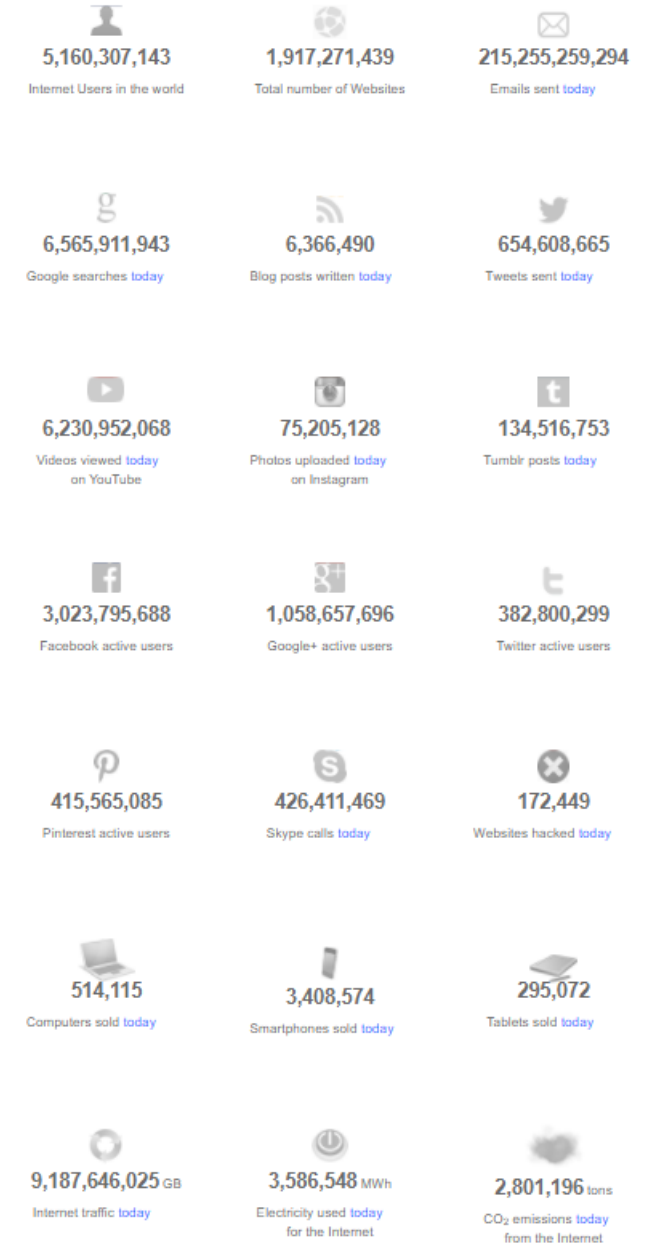 5,160,307,143
Internet Users in the world
1,917,271,439
Total number of Websites
215,255,259,294
Emails sent today
6,565,911,943
Google searches today
6,366,490
Blog posts written today
654,608,665
Tweets sent today
6,230,952,068
Videos viewed today
on YouTube
75,205,128
Photos uploaded today
on Instagram
134,516,753
Tumblr posts today
3,023,795,688
Facebook active users
1,058,657,696
Google+ active users
382,800,299
Twitter active users
415,565,085
Pinterest active users
426,411,469
Skype calls today
172,449
Websites hacked today
514,115
Computers sold today
3,408,574
Smartphones sold today
295,072
Tablets sold today
9,187,646,025 GB
Internet traffic today
3,586,548 MWh
Electricity used today
for the Internet
2,801,196 tons
CO₂ emissions today
from the Internet